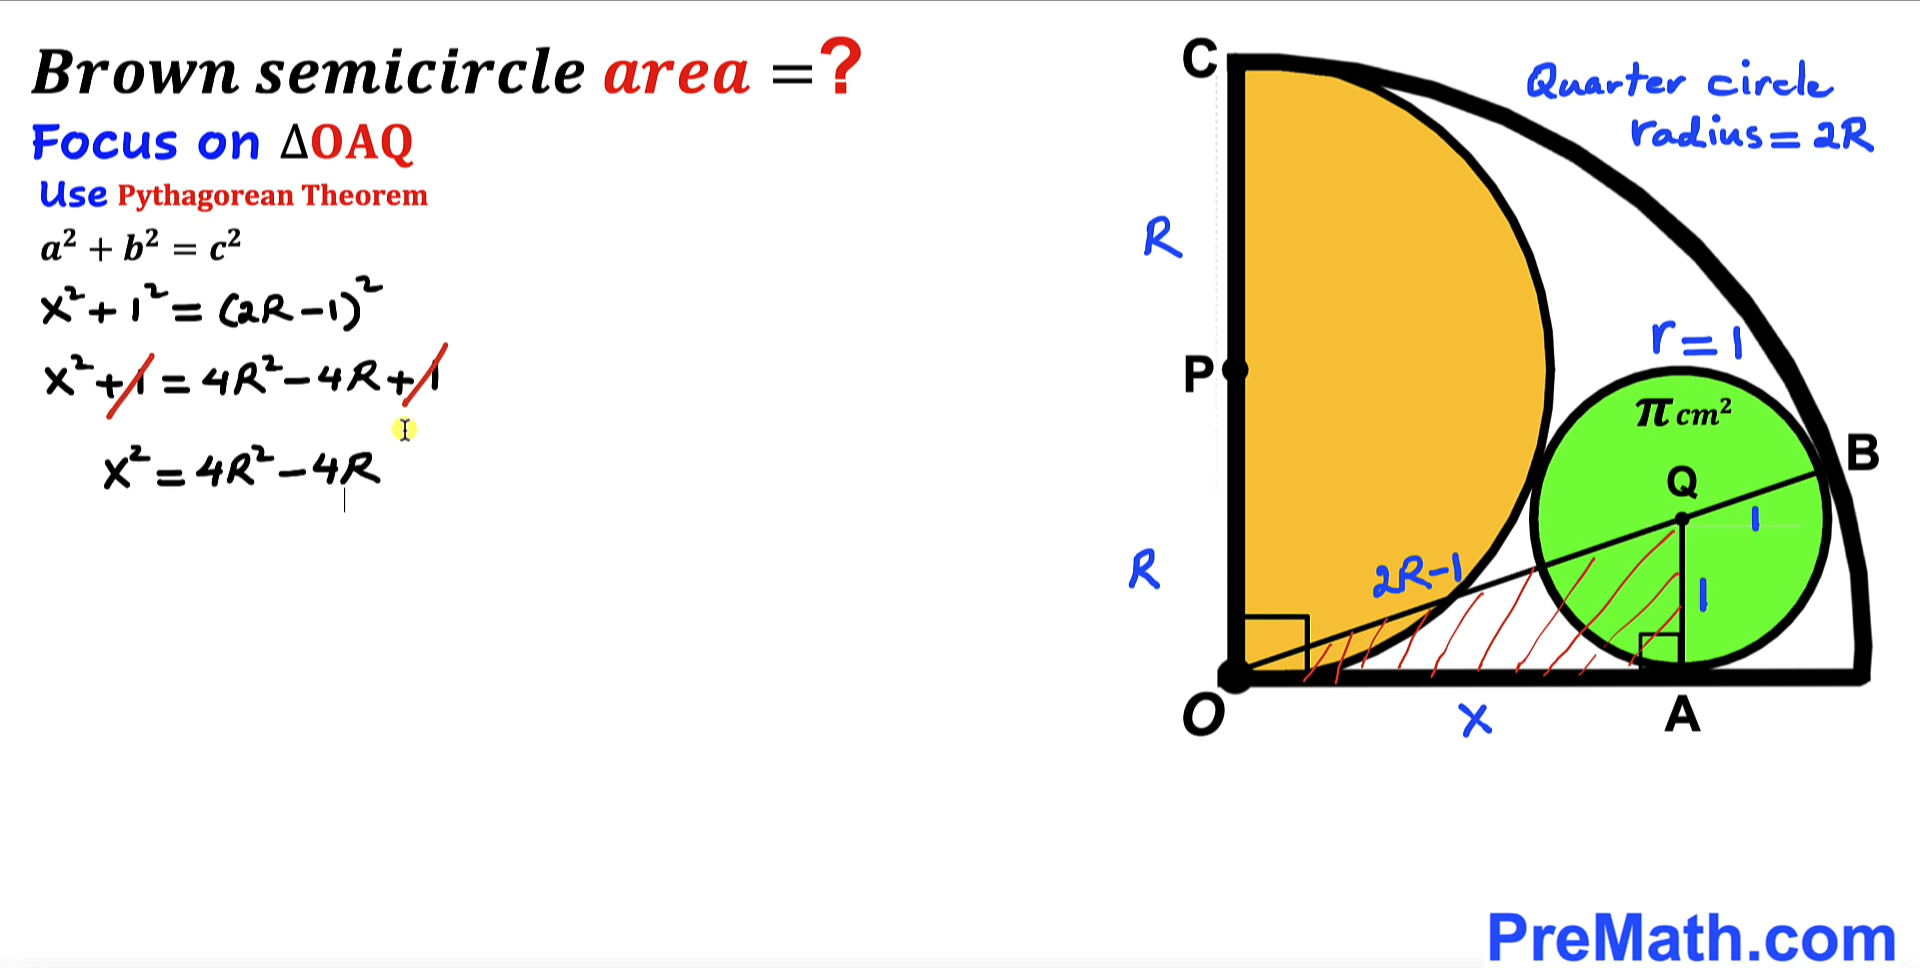 Brown semicircle area = ?
Focus on ΔOAQ
Use Pythagorean Theorem
a² + b² = c²
x² + 1² = (2R - 1)²
x² + 1 = 4R² - 4R + 1
x² = 4R² - 4R
C
Quarter circle
radius = 2R
R
r = 1
P
π cm²
B
Q
1
R
2R-1
1
O
x
A
PreMath.com